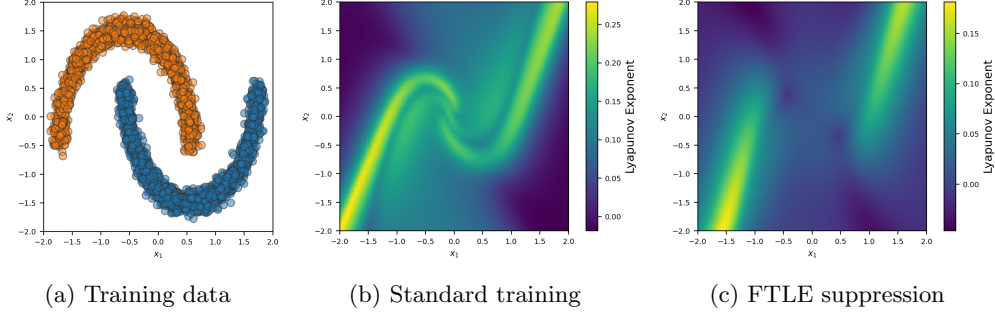 2.0
1.5
1.0
0.5
0.0
−0.5
−1.0
−1.5
−2.0
x₂
−2.0 −1.5 −1.0 −0.5 0.0 0.5 1.0 1.5 2.0
x₁
2.0
1.5
1.0
0.5
0.0
−0.5
−1.0
−1.5
−2.0
x₂
−2.0 −1.5 −1.0 −0.5 0.0 0.5 1.0 1.5 2.0
x₁
0.25
0.20
0.15
0.10
0.05
0.00
Lyapunov Exponent
2.0
1.5
1.0
0.5
0.0
−0.5
−1.0
−1.5
−2.0
x₂
−2.0 −1.5 −1.0 −0.5 0.0 0.5 1.0 1.5 2.0
x₁
0.15
0.10
0.05
0.00
Lyapunov Exponent
(a) Training data
(b) Standard training
(c) FTLE suppression